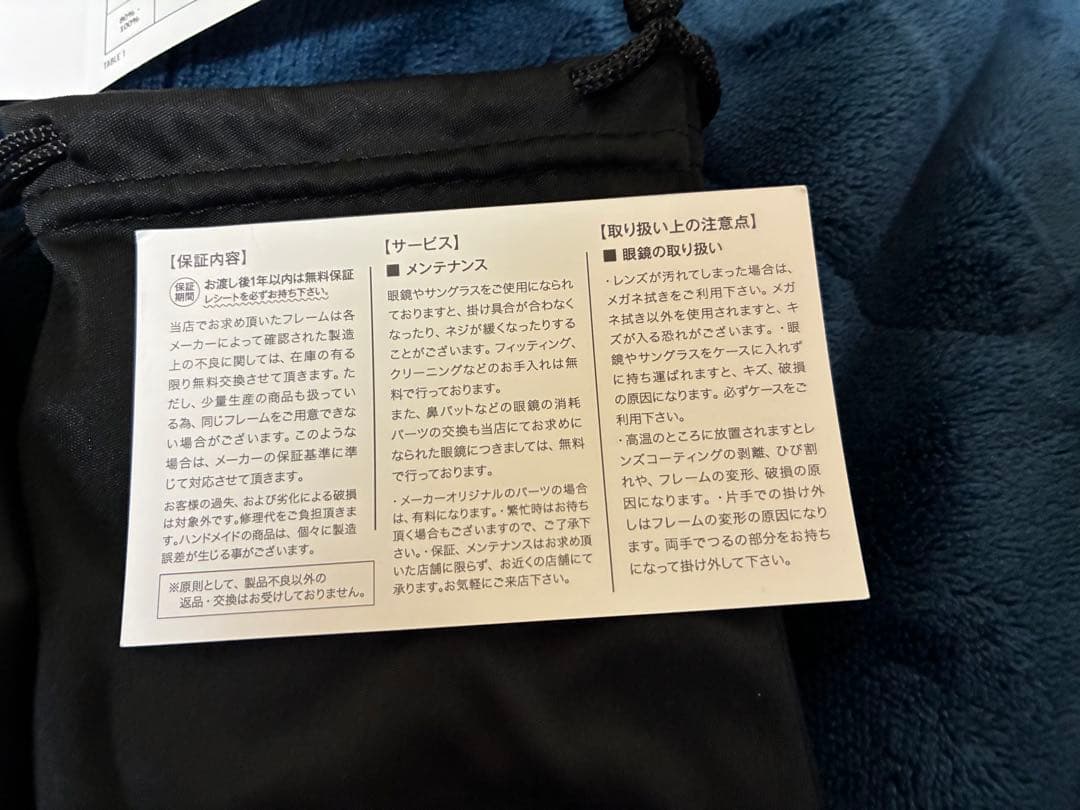 80%-
100%
TABLE 1
【保証内容】
保証
期間
お渡し後1年以内は無料保証
レシートを必ずお持ち下さい。
当店でお求め頂いたフレームは各
メーカーによって確認された製造
上の不良に関しては、在庫の有る
限り無料交換させて頂きます。た
だし、少量生産の商品も扱ってい
る為、同じフレームをご用意できな
い場合がございます。このような
場合は、メーカーの保証基準に準
じて対応させて頂きます。
お客様の過失、および劣化による破損
は対象外です。修理代をご負担頂きま
す。ハンドメイドの商品は、個々に製造
誤差が生じる事がございます。
※原則として、製品不良以外の
返品・交換はお受けしておりません。
【サービス】
■ メンテナンス
眼鏡やサングラスをご使用になられ
ておりますと、掛け具合が合わなく
なったり、ネジが緩くなったりする
ことがございます。フィッティング、
クリーニングなどのお手入れは無
料で行っております。
また、鼻パットなどの眼鏡の消耗
パーツの交換も当店にてお求めに
なられた眼鏡につきましては、無料
で行っております。
・メーカーオリジナルのパーツの場合
は、有料になります。・繁忙時はお待ち
頂く場合もございますので、ご了承下
さい。・保証、メンテナンスはお求め頂
いた店舗に限らず、お近くの店舗にて
承ります。お気軽にご来店下さい。
【取り扱い上の注意点】
■ 眼鏡の取り扱い
・レンズが汚れてしまった場合は、
メガネ拭きをご利用下さい。メガ
ネ拭き以外を使用されますと、キ
ズが入る恐れがございます。・眼
鏡やサングラスをケースに入れず
に持ち運ばれますと、キズ、破損
の原因になります。必ずケースをご
利用下さい。
・高温のところに放置されますとレ
ンズコーティングの剥離、ひび割
れや、フレームの変形、破損の原
因になります。・片手での掛け外
しはフレームの変形の原因になり
ます。両手でつるの部分をお持ち
になって掛け外して下さい。